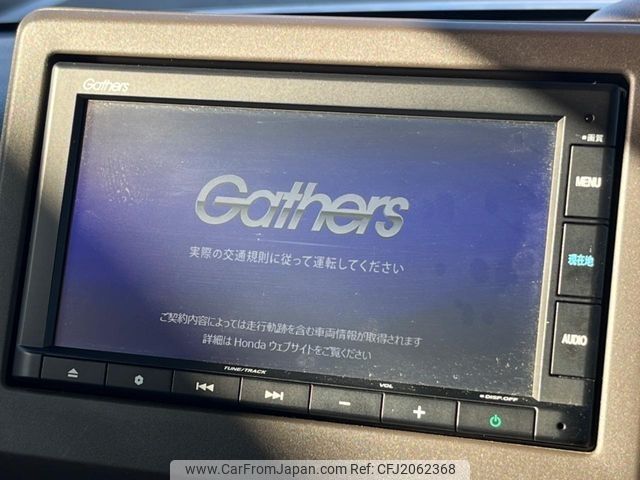 Gathers
画質
MENU
Gathers
実際の交通規則に従って運転してください
現在地
ご契約内容によっては走行軌跡を含む車両情報が取得されます
詳細は Honda ウェブサイトをご覧ください
AUDIO
TUNE/TRACK
VOL
DISP.OFF
www.CarFromJapan.com | ID: CFJ2062368